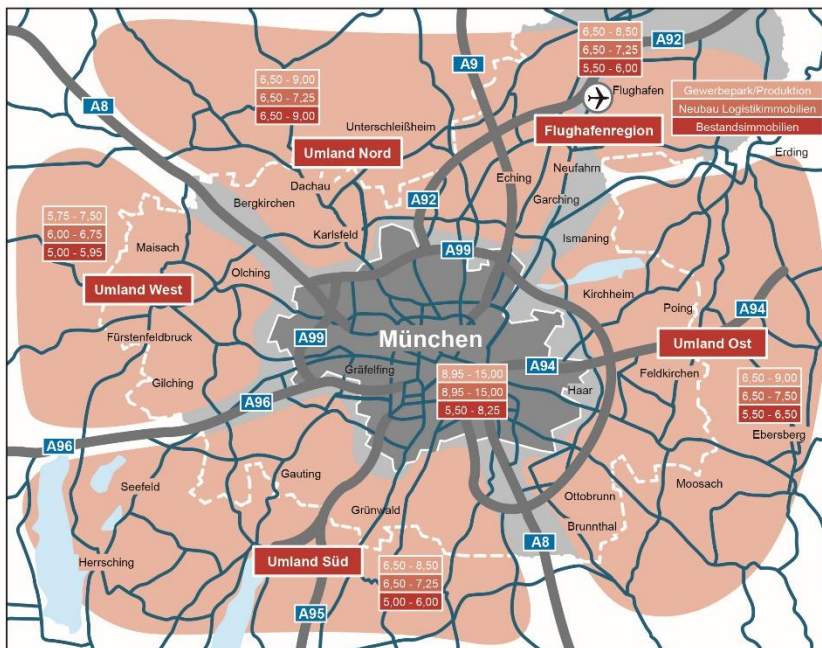 6,50 - 8,50
6,50 - 7,25
5,50 - 6,00
A92
A9
Flughafen
A8
6,50 - 9,00
6,50 - 7,25
6,50 - 9,00
Gewerbepark/Produktion
Neubau Logistikimmobilien
Bestandsimmobilien
Unterschleißheim
Flughafenregion
Umland Nord
Erding
Neufahrn
Eching
Dachau
A92
Garching
Bergkirchen
5,75 - 7,50
6,00 - 6,75
5,00 - 5,95
Karlsfeld
Ismaning
Maisach
A99
Olching
Umland West
Kirchheim
Poing
A94
Fürstenfeldbruck
A99
München
Umland Ost
Gräfelfing
A94
Feldkirchen
8,95 - 15,00
8,95 - 15,00
5,50 - 8,25
Gilching
Haar
6,50 - 9,00
6,50 - 7,50
5,50 - 6,50
A96
A96
Ebersberg
Gauting
Seefeld
Moosach
Ottobrunn
Grünwald
Brunnthal
A8
Herrsching
Umland Süd
6,50 - 8,50
6,50 - 7,25
5,00 - 6,00
A95